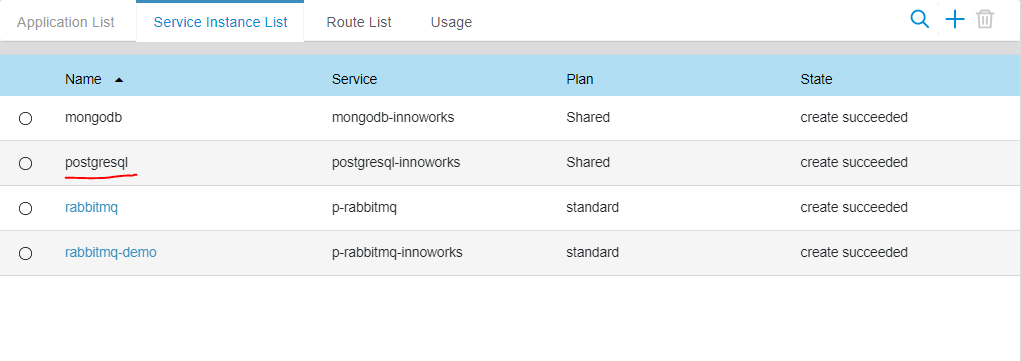 Application List Service Instance List Route List Usage
Name Service Plan State
mongodb mongodb-innoworks Shared create succeeded
postgresql postgresql-innoworks Shared create succeeded
rabbitmq p-rabbitmq standard create succeeded
rabbitmq-demo p-rabbitmq-innoworks standard create succeeded